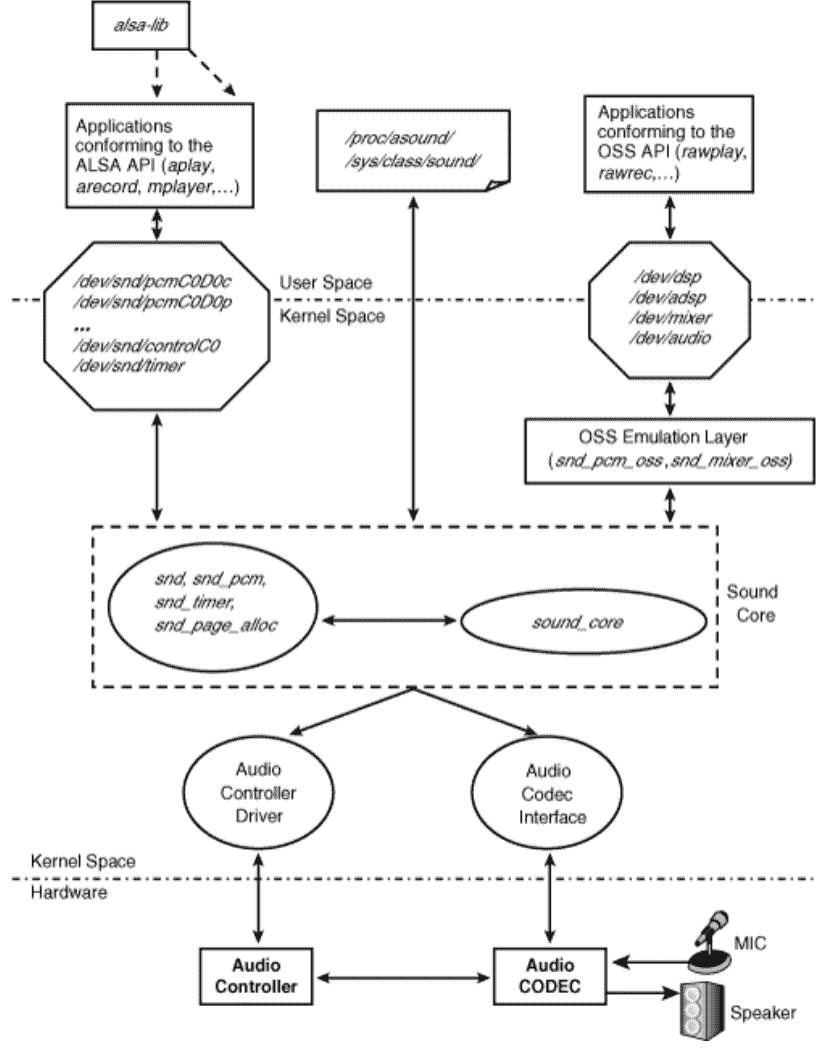 alsa-lib
Applications
conforming to the
ALSA API (aplay,
arecord, mplayer,...)
/proc/asound/
/sys/class/sound/
Applications
conforming to the
OSS API (rawplay,
rawrec,...)
/dev/snd/pcmC0D0c
/dev/snd/pcmC0D0p
...
/dev/snd/controlC0
/dev/snd/timer
User Space
Kernel Space
/dev/dsp
/dev/adsp
/dev/mixer
/dev/audio
OSS Emulation Layer
(snd_pcm_oss,snd_mixer_oss)
snd, snd_pcm,
snd_timer,
snd_page_alloc
sound_core
Sound
Core
Audio
Controller
Driver
Audio
Codec
Interface
Kernel Space
Hardware
Audio
Controller
Audio
CODEC
MIC
Speaker